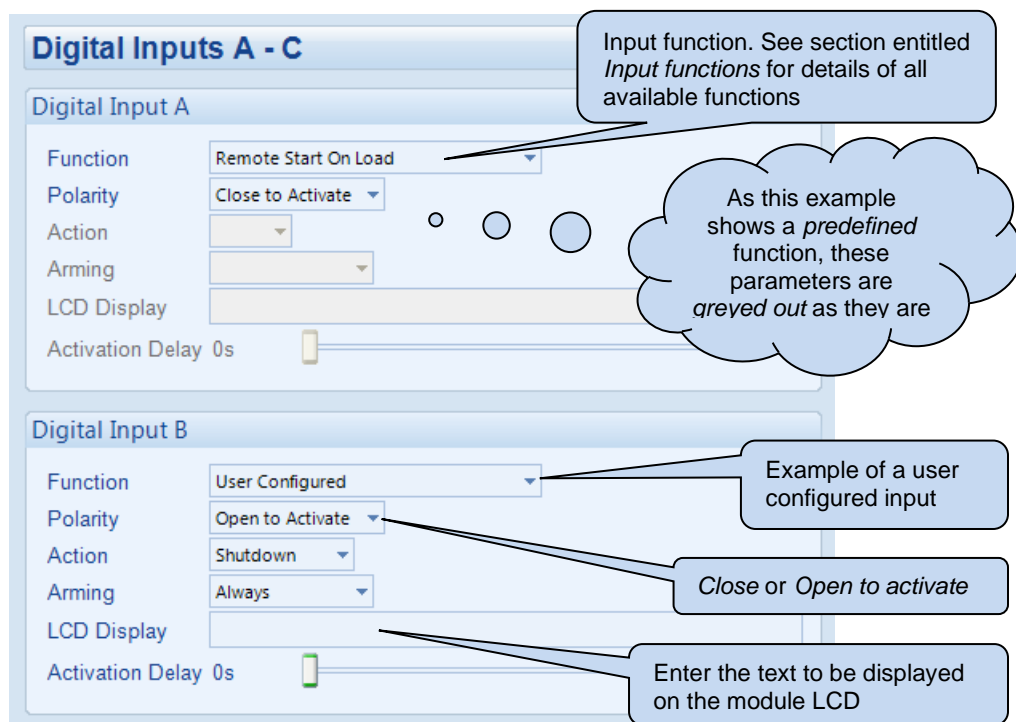 Digital Inputs A - C
Input function. See section entitled
Input functions for details of all
available functions
Digital Input A
Function Remote Start On Load
Polarity Close to Activate
Action
Arming
LCD Display
Activation Delay 0s
As this example
shows a predefined
function, these
parameters are
greyed out as they are
Digital Input B
Function User Configured
Polarity Open to Activate
Action Shutdown
Arming Always
LCD Display
Activation Delay 0s
Example of a user
configured input
Close or Open to activate
Enter the text to be displayed
on the module LCD